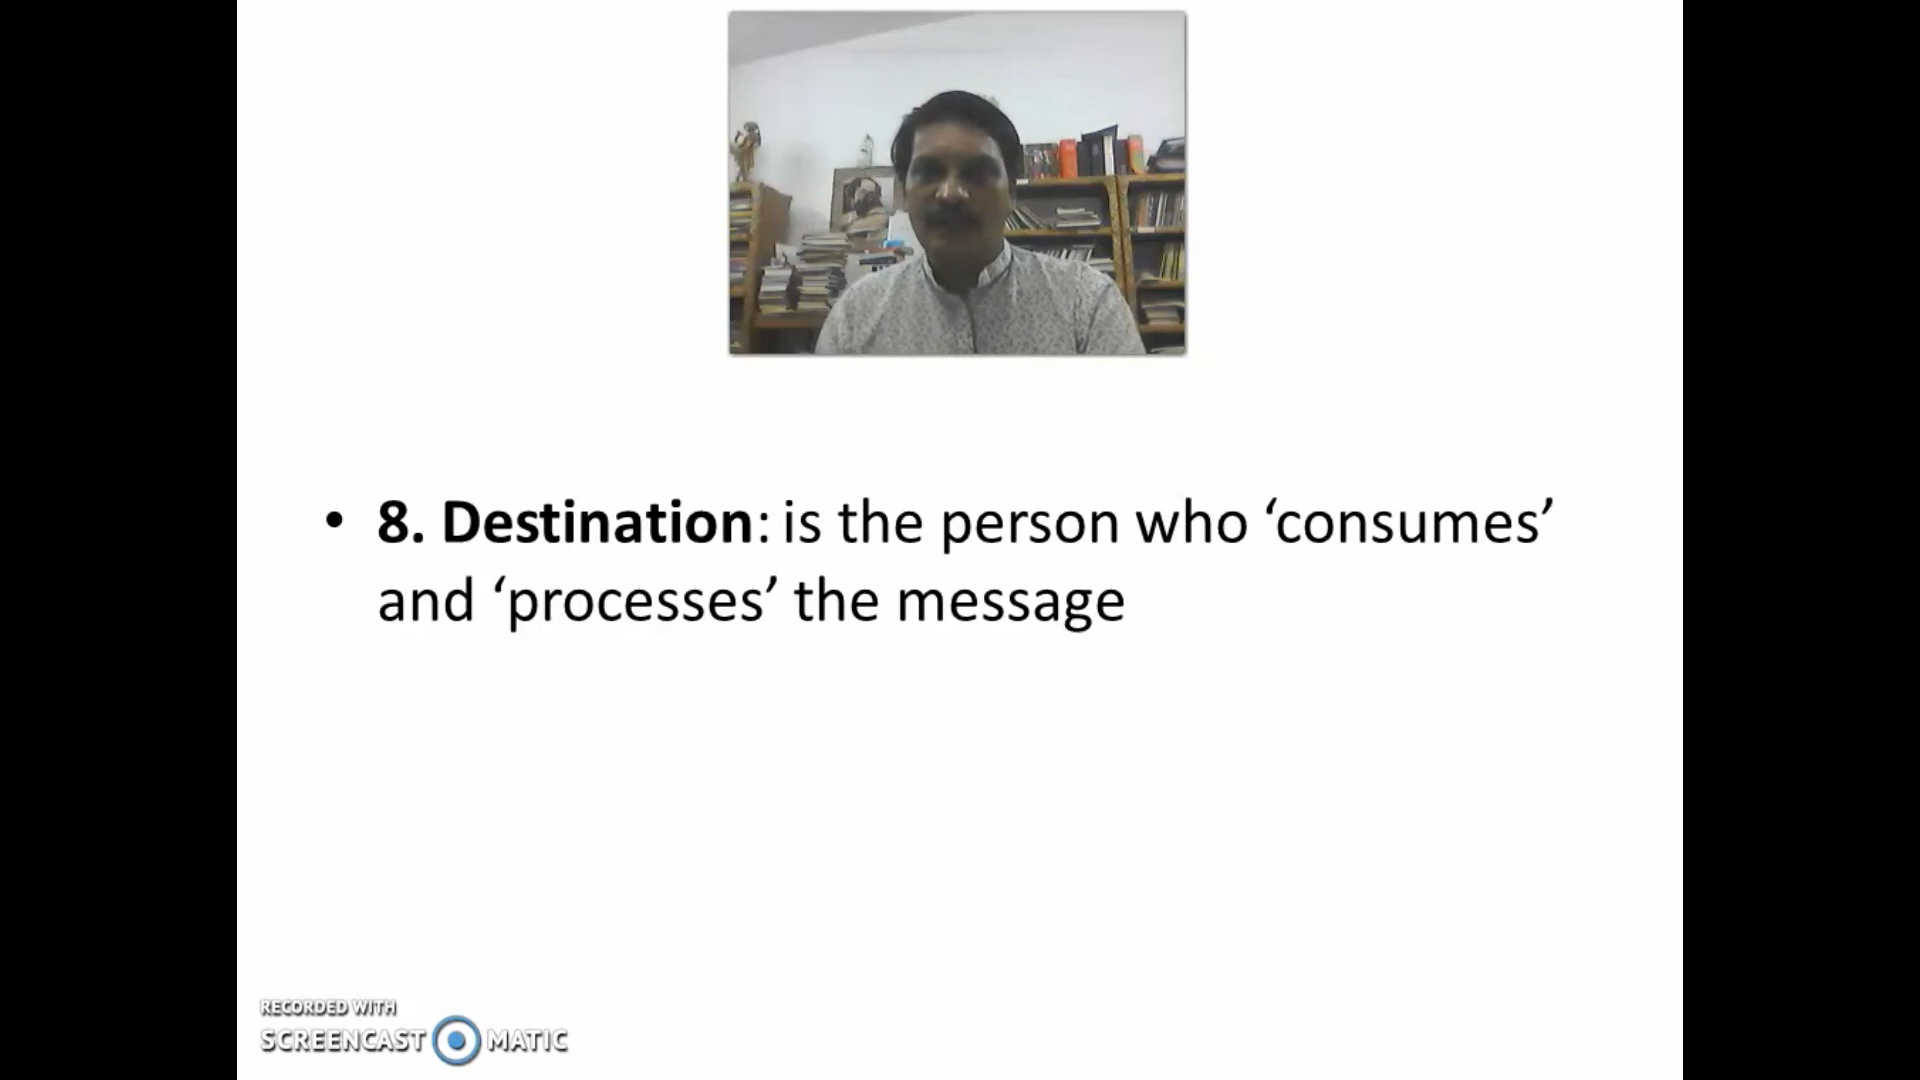 • 8. Destination: is the person who ‘consumes’
and ‘processes’ the message
RECORDED WITH
SCREENCAST MATIC